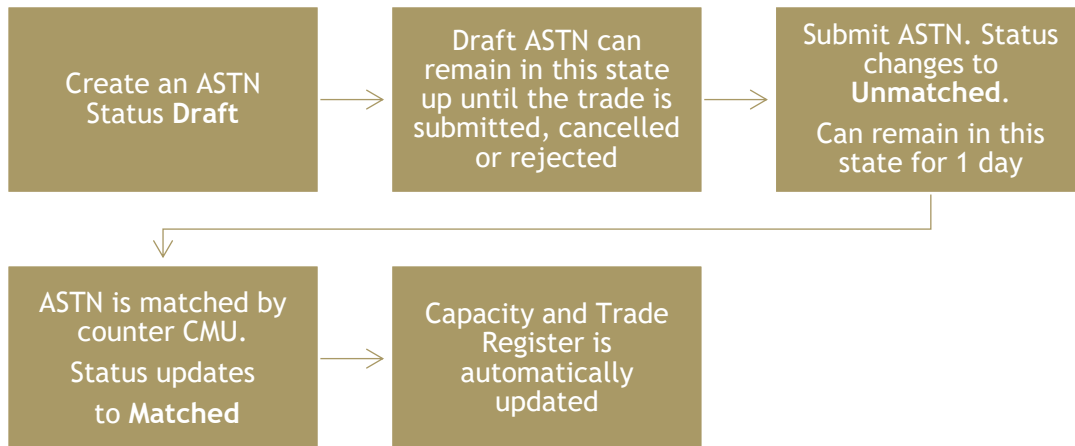 Create an ASTN
Status Draft
Draft ASTN can
remain in this state
up until the trade is
submitted, cancelled
or rejected
Submit ASTN. Status
changes to
Unmatched.
Can remain in this
state for 1 day
ASTN is matched by
counter CMU.
Status updates
to Matched
Capacity and Trade
Register is
automatically
updated